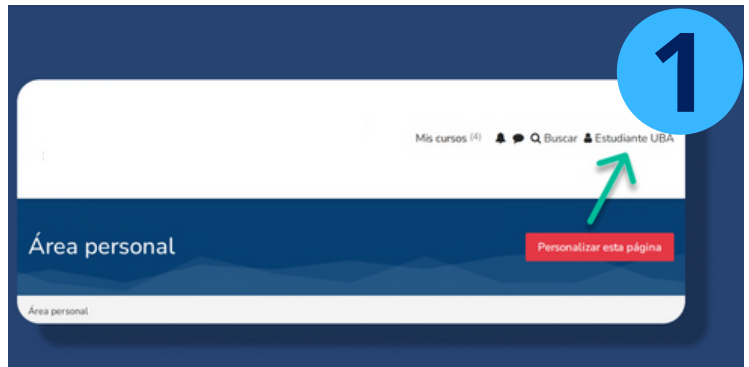 1
Mis cursos (4) Buscar Estudiante UBA
Área personal
Personalizar esta página
Área personal